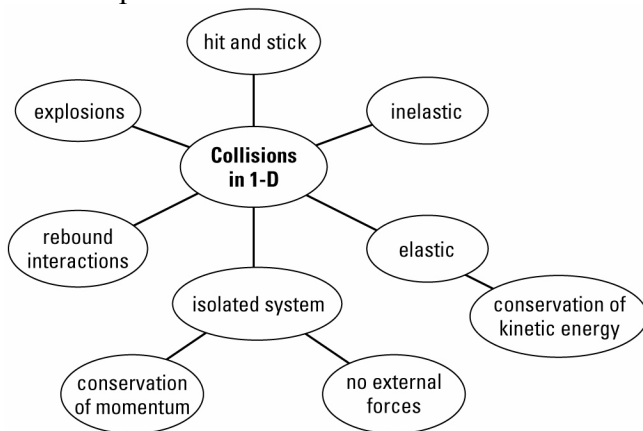 hit and stick
explosions
inelastic
Collisions
in 1-D
rebound
interactions
elastic
isolated system
conservation of
kinetic energy
conservation
of momentum
no external
forces